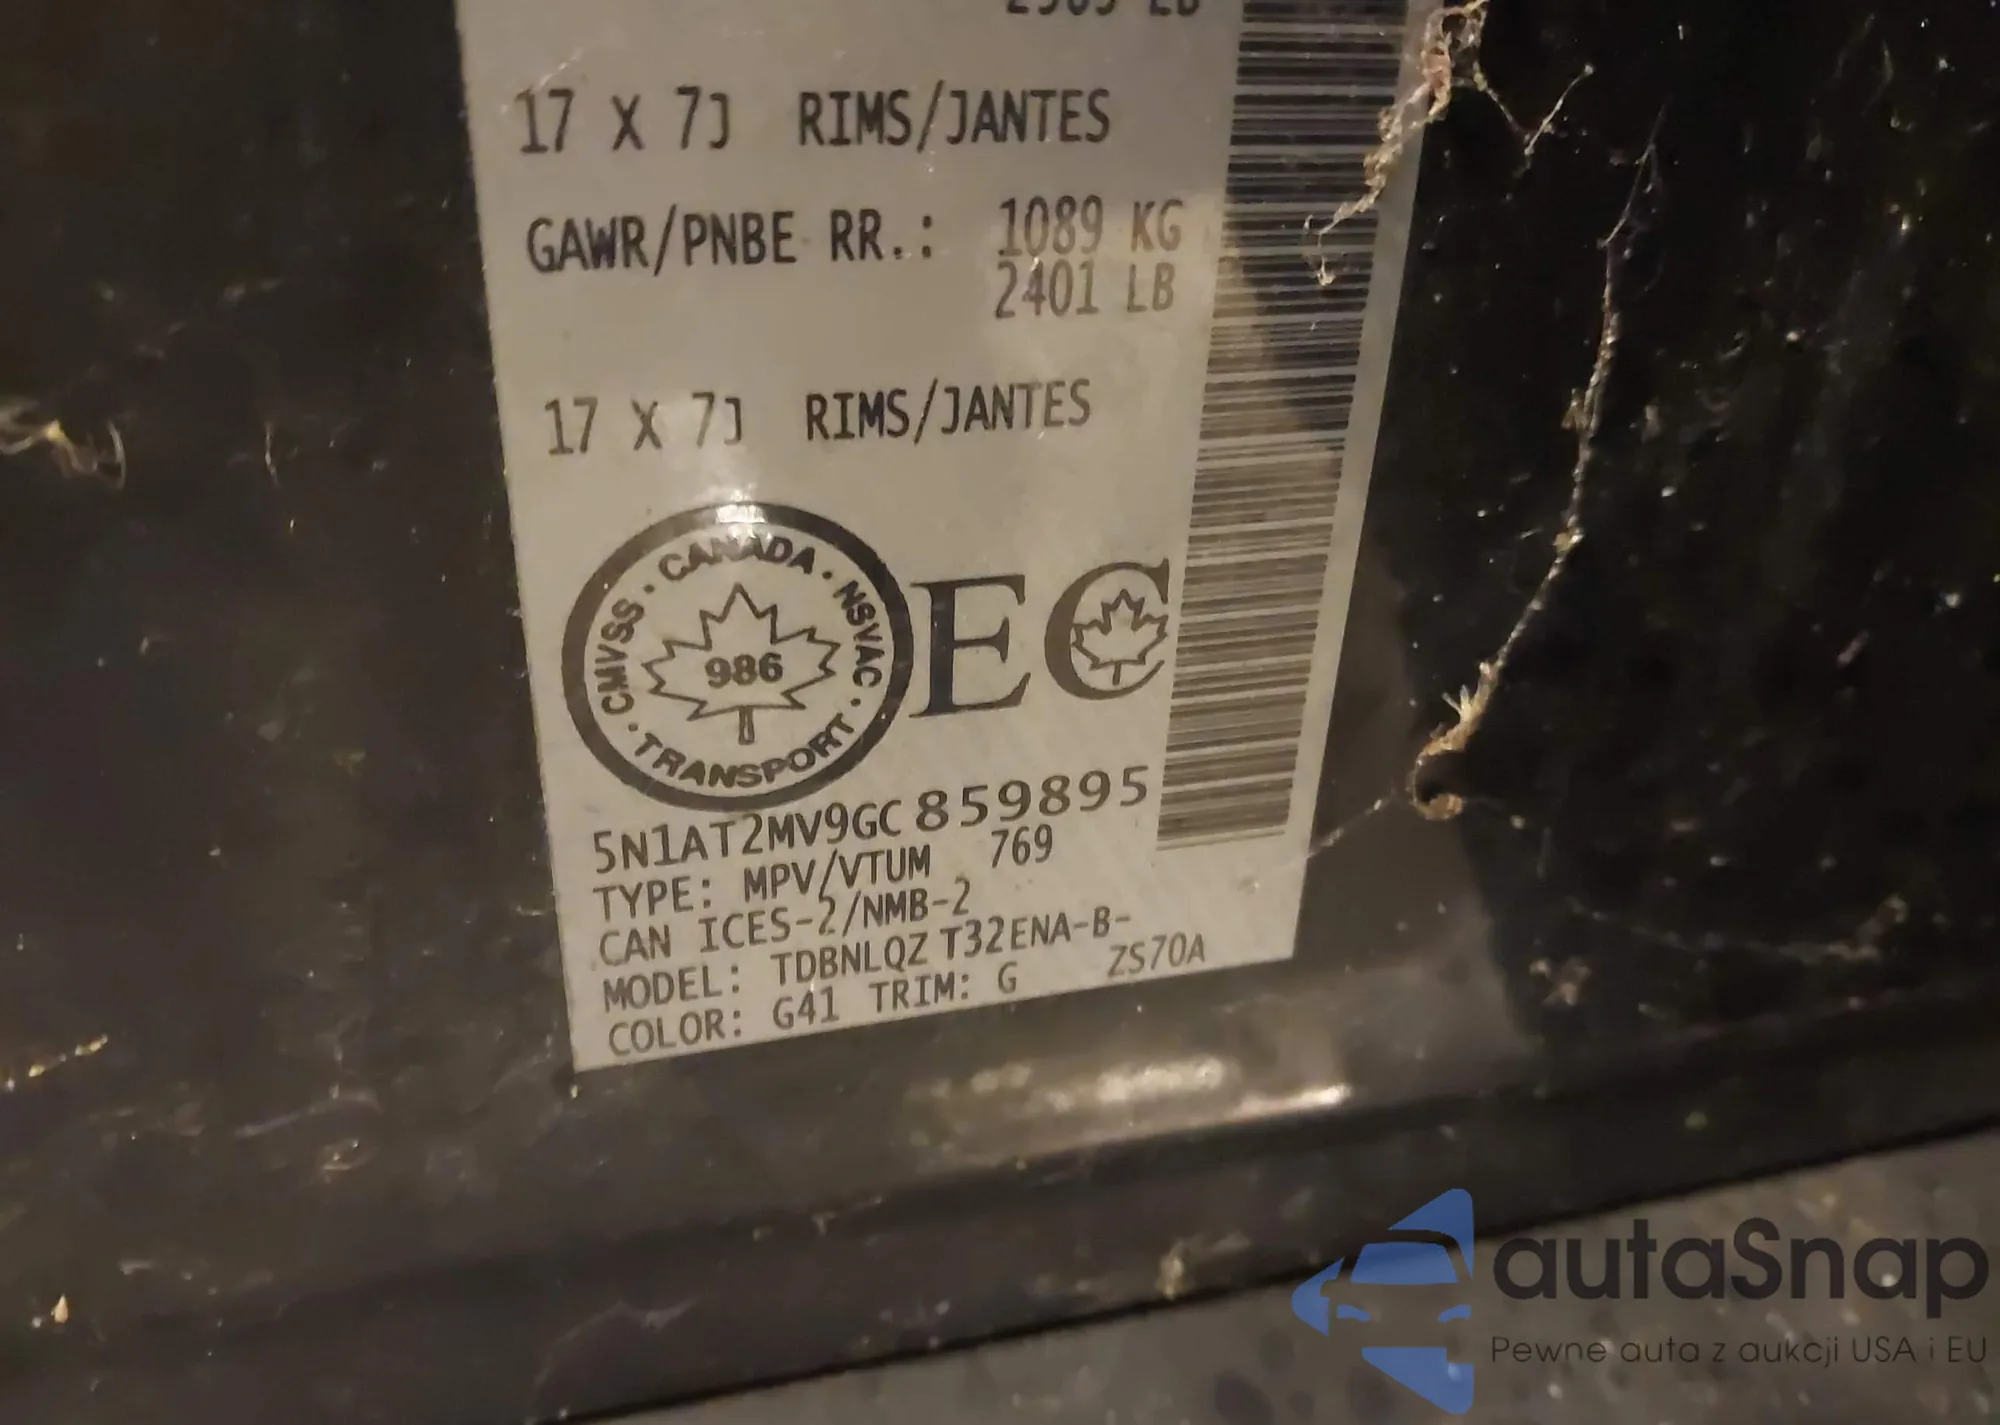 17 X 7J RIMS/JANTES
GAWR/PNBE RR.: 1089 KG
2401 LB
17 X 7J RIMS/JANTES
CMVSS · CANADA · NSVAC · TRANSPORT ·
986
EC
5N1AT2MV9GC859895
TYPE: MPV/VTUM 769
CAN ICES-2/NMB-2
MODEL: TDBNLQZ T32ENA-B-
COLOR: G41 TRIM: G ZS70A
autaSnap
Pewne auta z aukcji USA i EU